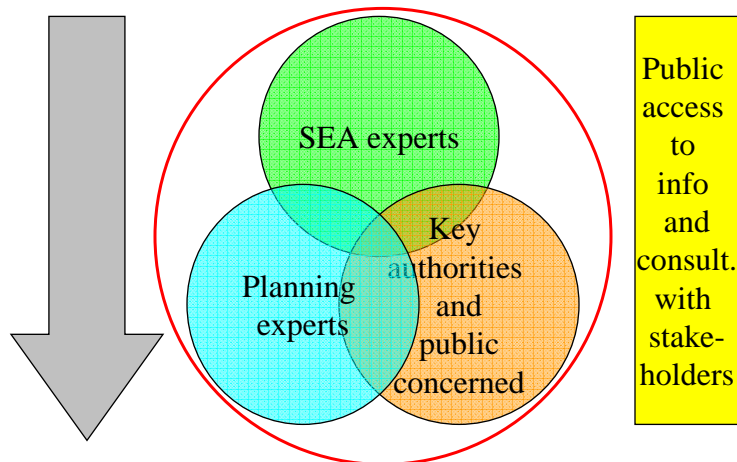 SEA experts
Planning
experts
Key
authorities
and
public
concerned
Public
access
to
info
and
consult.
with
stake-
holders